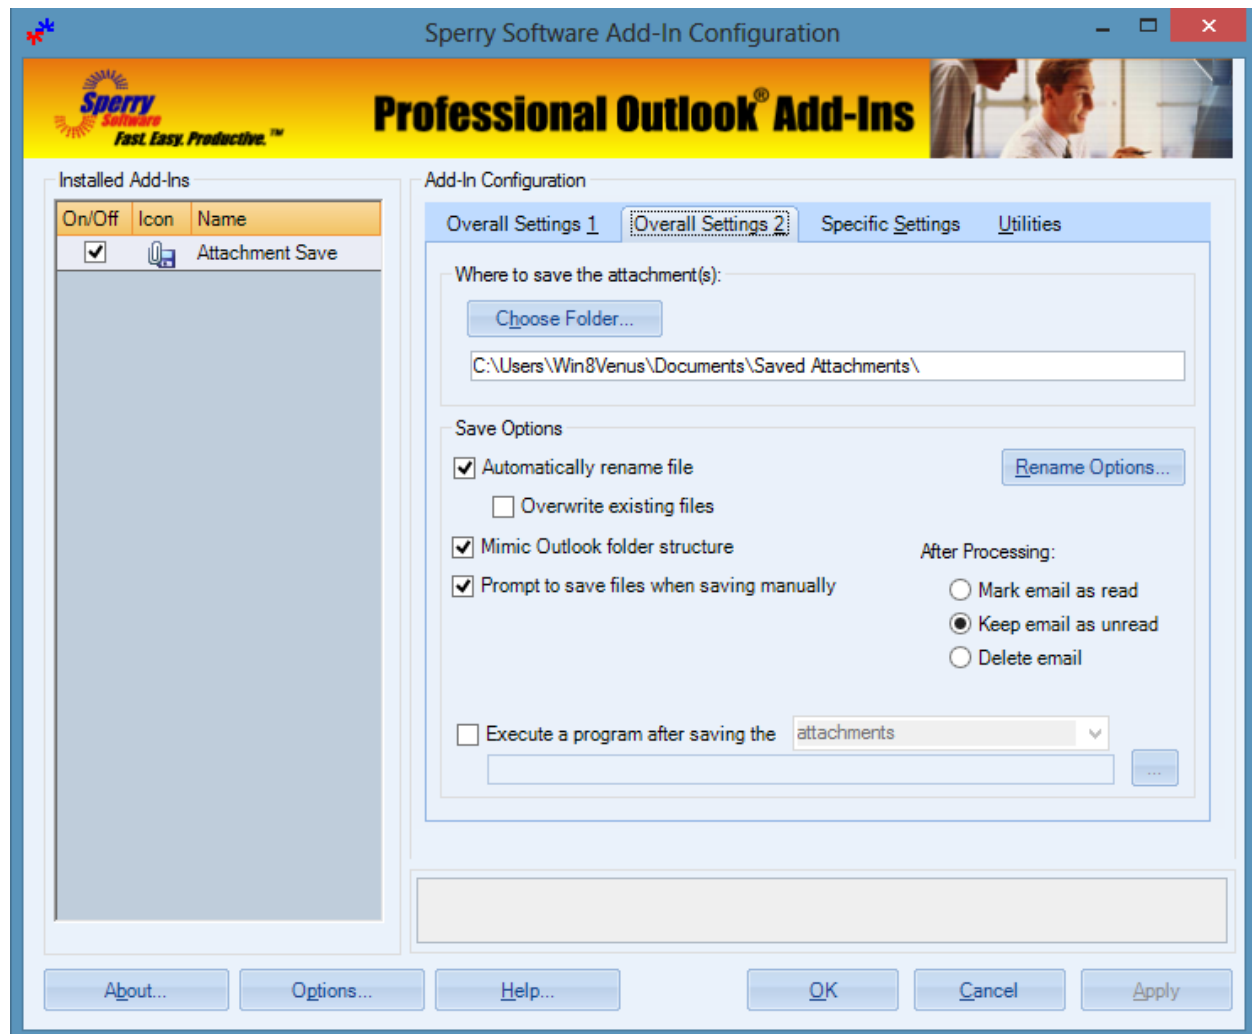 Sperry Software Add-In Configuration
Sperry
Software
Fast. Easy. Productive.™
Professional Outlook® Add-Ins
Installed Add-Ins
On/Off Icon Name
Attachment Save
Add-In Configuration
Overall Settings 1 Overall Settings 2 Specific Settings Utilities
Where to save the attachment(s):
Choose Folder...
C:\Users\Win8Venus\Documents\Saved Attachments\
Save Options
Automatically rename file Rename Options...
Overwrite existing files
Mimic Outlook folder structure
After Processing:
Prompt to save files when saving manually
Mark email as read
Keep email as unread
Delete email
Execute a program after saving the attachments
...
About... Options... Help... OK Cancel Apply